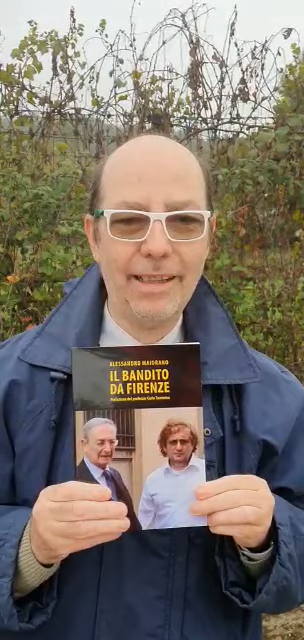 ALESSANDRO MAIORANO
IL BANDITO
DA FIRENZE
Prefazione del professor Carlo Taormina